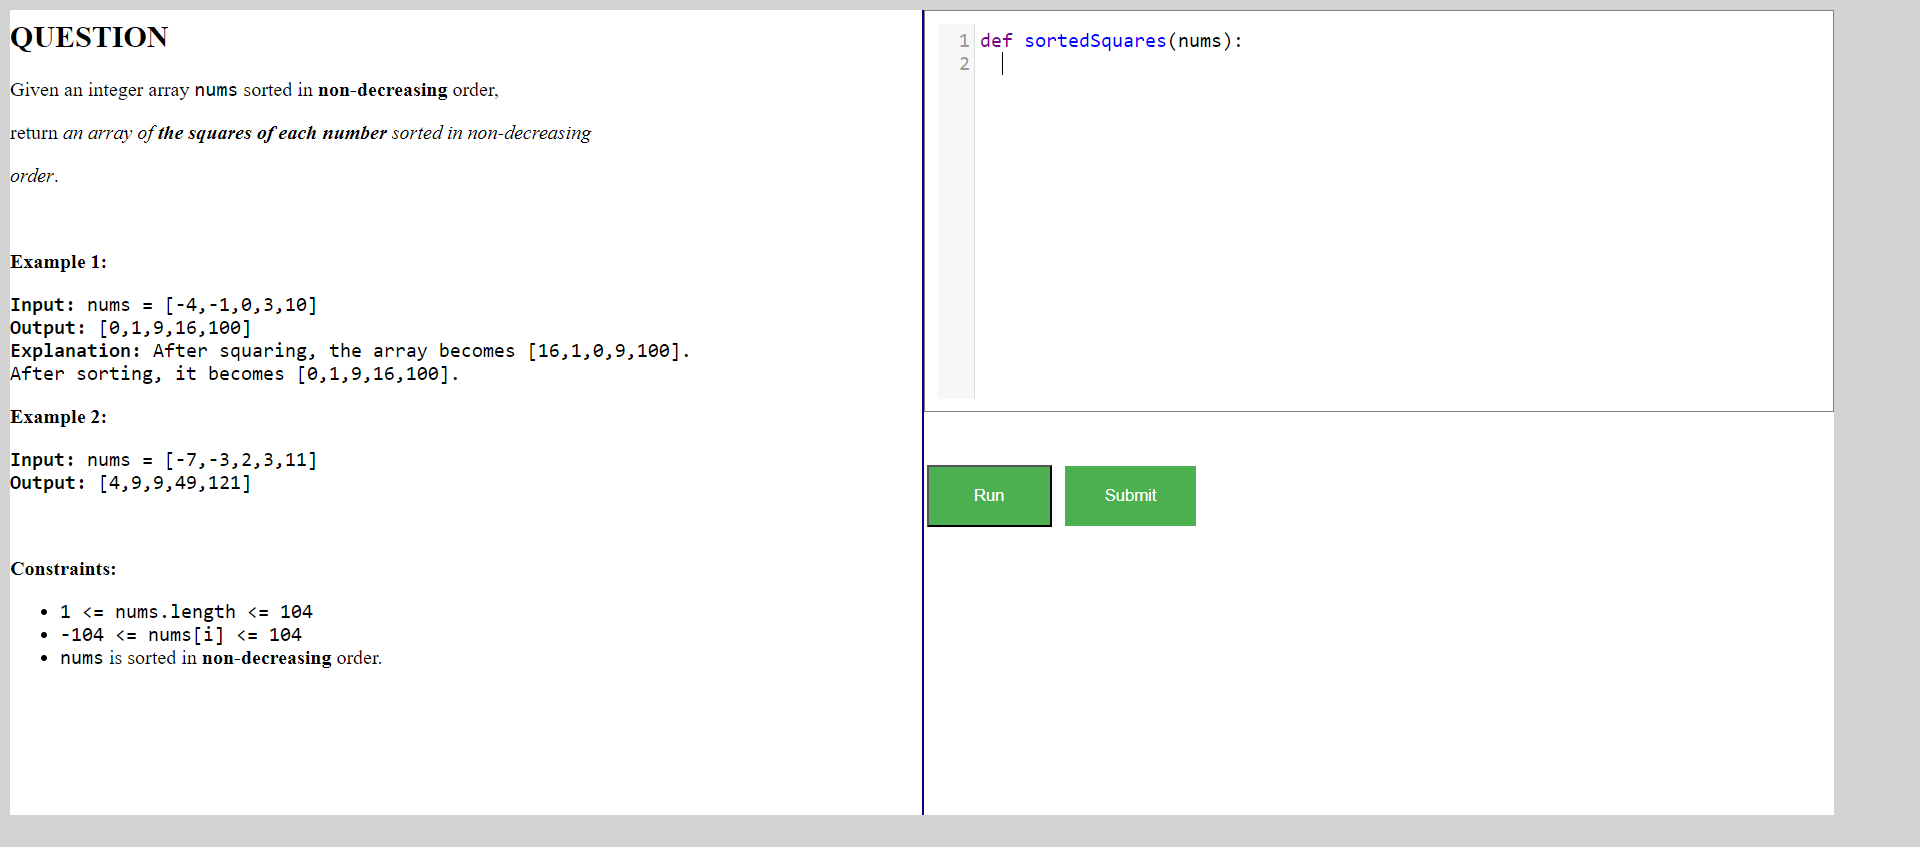 QUESTION
Given an integer array nums sorted in non-decreasing order,
return an array of the squares of each number sorted in non-decreasing
order.
Example 1:
Input: nums = [-4,-1,0,3,10]
Output: [0,1,9,16,100]
Explanation: After squaring, the array becomes [16,1,0,9,100].
After sorting, it becomes [0,1,9,16,100].
Example 2:
Input: nums = [-7,-3,2,3,11]
Output: [4,9,9,49,121]
Constraints:
• 1 <= nums.length <= 104
• -104 <= nums[i] <= 104
• nums is sorted in non-decreasing order.
1 def sortedSquares(nums):
2
Run
Submit